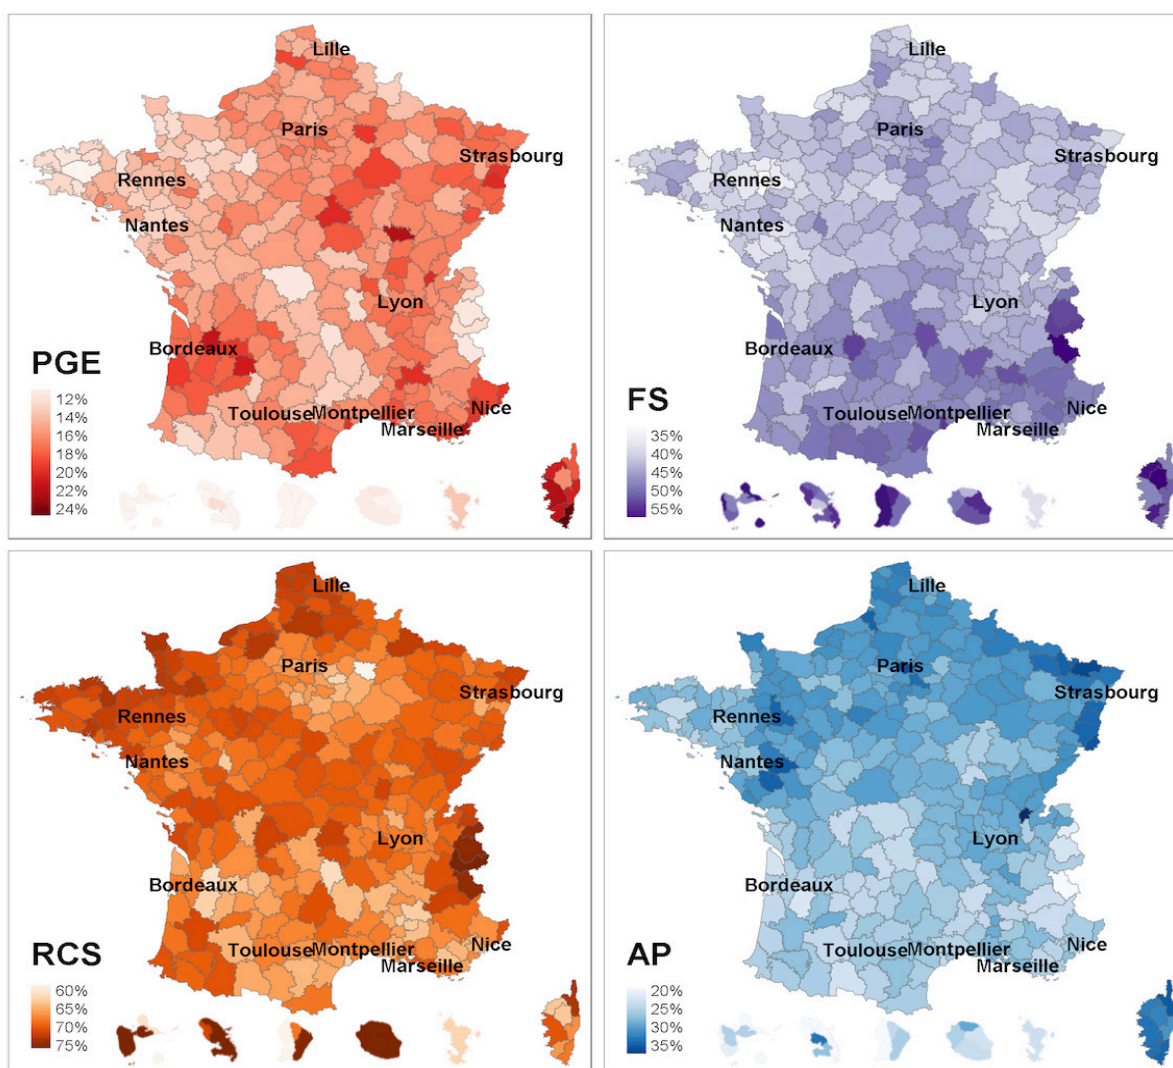 Lille
Paris
Strasbourg
Rennes
Nantes
Lyon
Bordeaux
PGE
12%
14%
16%
18%
20%
22%
24%
Toulouse Montpellier
Marseille
Nice
Lille
Paris
Strasbourg
Rennes
Nantes
Lyon
Bordeaux
FS
35%
40%
45%
50%
55%
Toulouse Montpellier
Marseille
Nice
Lille
Paris
Strasbourg
Rennes
Nantes
Lyon
Bordeaux
RCS
60%
65%
70%
75%
Toulouse Montpellier
Marseille
Nice
Lille
Paris
Strasbourg
Rennes
Nantes
Lyon
Bordeaux
AP
20%
25%
30%
35%
Toulouse Montpellier
Marseille
Nice